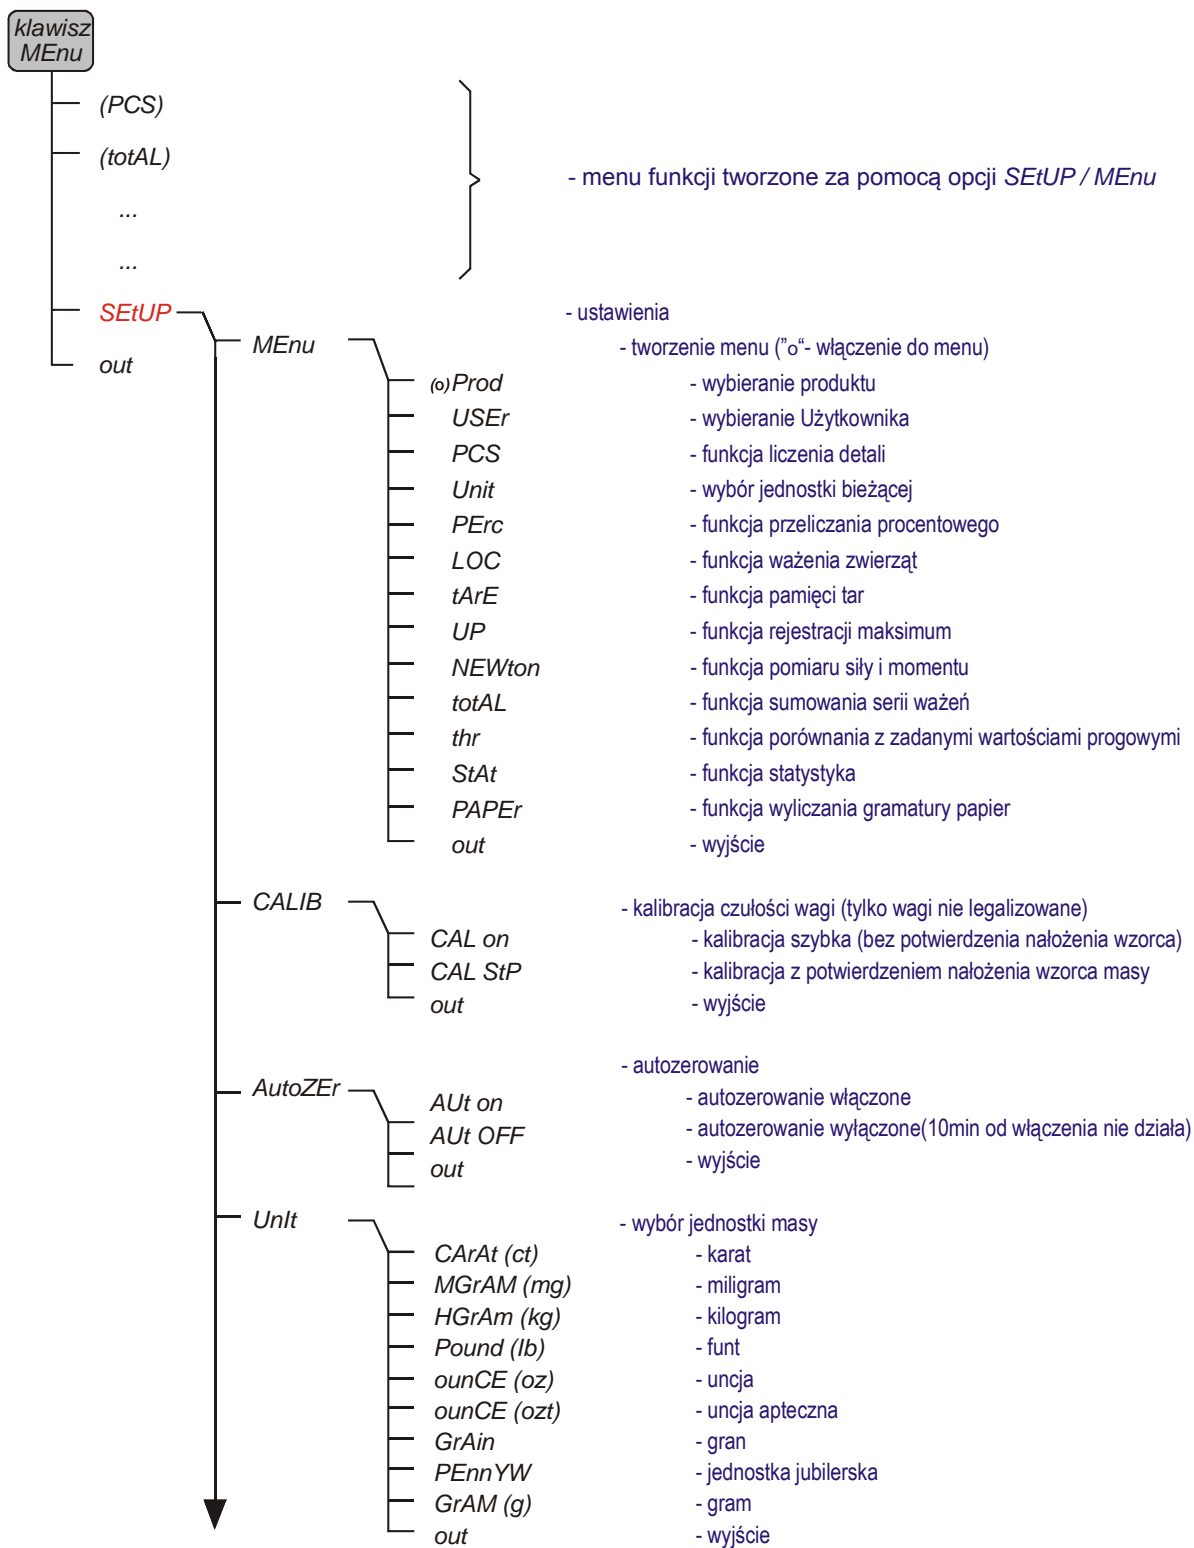 klawisz
MEnu
(PCS)
(totAL)
- menu funkcji tworzone za pomocą opcji SEtUP / MEnu
...
...
SEtUP - ustawienia
MEnu - tworzenie menu ("o"- włączenie do menu)
out
(o) Prod - wybieranie produktu
USEr - wybieranie Użytkownika
PCS - funkcja liczenia detali
Unit - wybór jednostki bieżącej
PErc - funkcja przeliczania procentowego
LOC - funkcja ważenia zwierząt
tArE - funkcja pamięci tar
UP - funkcja rejestracji maksimum
NEWton - funkcja pomiaru siły i momentu
totAL - funkcja sumowania serii ważeń
thr - funkcja porównania z zadanymi wartościami progowymi
StAt - funkcja statystyka
PAPEr - funkcja wyliczania gramatury papier
out - wyjście
CALIB - kalibracja czułości wagi (tylko wagi nie legalizowane)
CAL on - kalibracja szybka (bez potwierdzenia nałożenia wzorca)
CAL StP - kalibracja z potwierdzeniem nałożenia wzorca masy
out - wyjście
AutoZEr - autozerowanie
AUt on - autozerowanie włączone
AUt OFF - autozerowanie wyłączone(10min od włączenia nie działa)
out - wyjście
UnIt - wybór jednostki masy
CArAt (ct) - karat
MGrAM (mg) - miligram
HGrAm (kg) - kilogram
Pound (lb) - funt
ounCE (oz) - uncja
ounCE (ozt) - uncja apteczna
GrAin - gran
PEnnYW - jednostka jubilerska
GrAM (g) - gram
out - wyjście